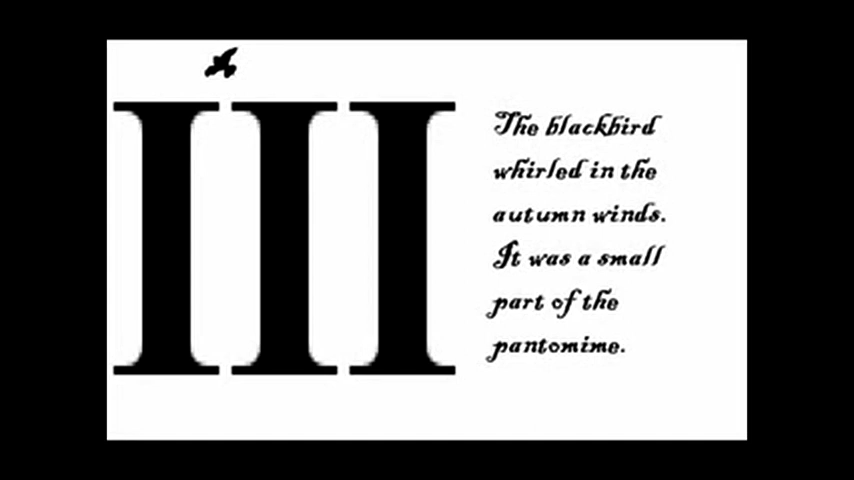 III
The blackbird
whirled in the
autumn winds.
It was a small
part of the
pantomime.